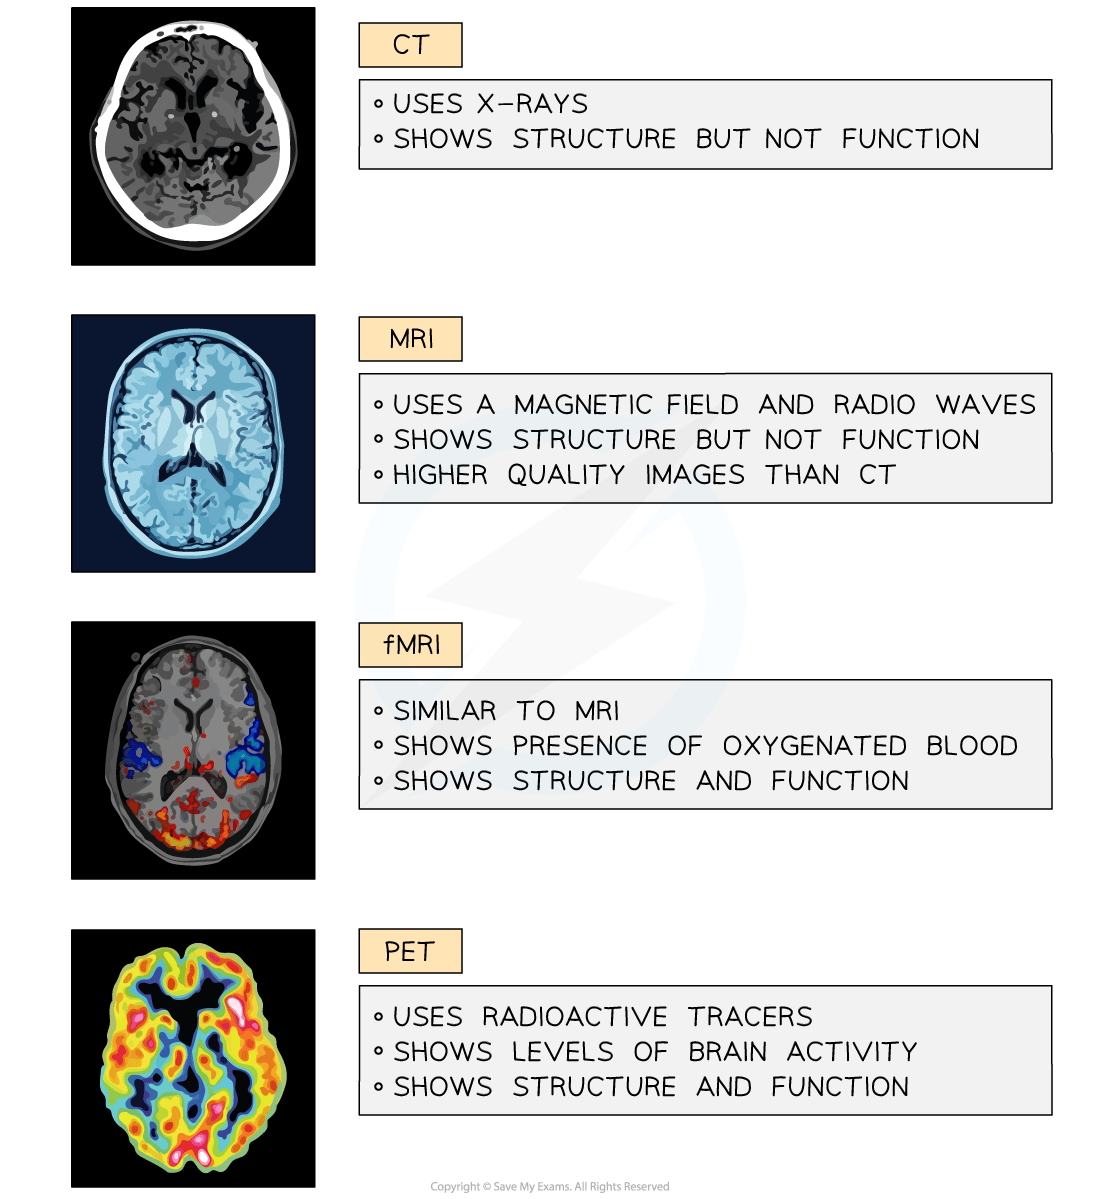 CT
∘ USES X-RAYS
∘ SHOWS STRUCTURE BUT NOT FUNCTION
MRI
∘ USES A MAGNETIC FIELD AND RADIO WAVES
∘ SHOWS STRUCTURE BUT NOT FUNCTION
∘ HIGHER QUALITY IMAGES THAN CT
fMRI
∘ SIMILAR TO MRI
∘ SHOWS PRESENCE OF OXYGENATED BLOOD
∘ SHOWS STRUCTURE AND FUNCTION
PET
∘ USES RADIOACTIVE TRACERS
∘ SHOWS LEVELS OF BRAIN ACTIVITY
∘ SHOWS STRUCTURE AND FUNCTION
Copyright © Save My Exams. All Rights Reserved